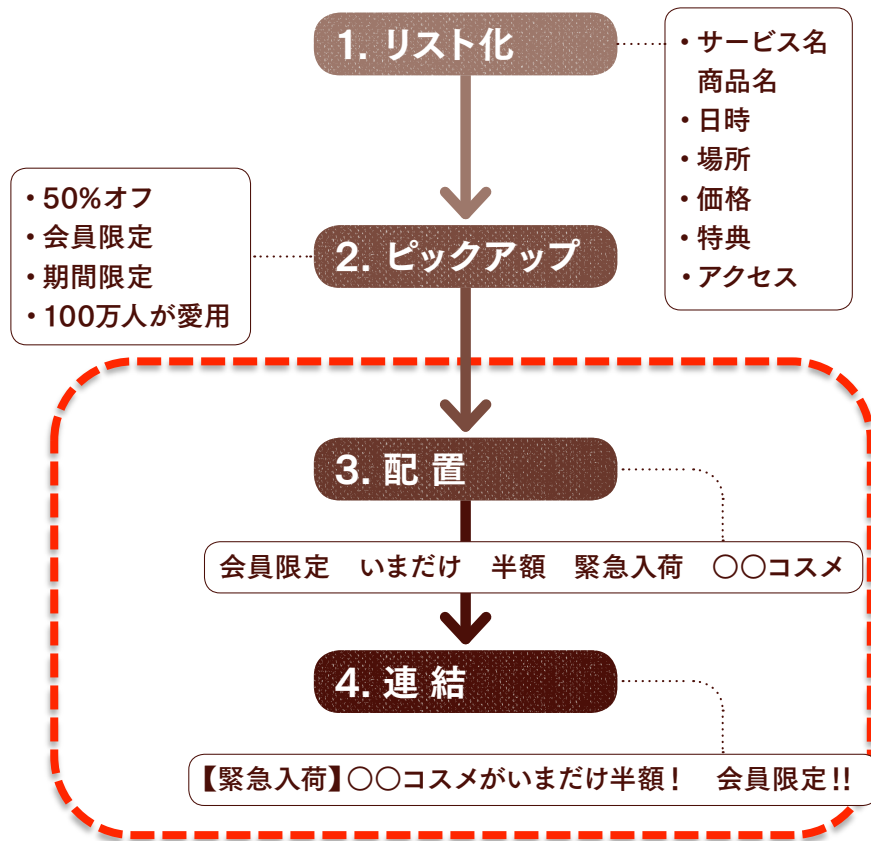 1. リスト化
・サービス名
商品名
・日時
・場所
・価格
・特典
・アクセス
・50%オフ
・会員限定
・期間限定
・100万人が愛用
2. ピックアップ
3. 配 置
会員限定　いまだけ　半額　緊急入荷　○○コスメ
4. 連 結
【緊急入荷】○○コスメがいまだけ半額！　会員限定!!